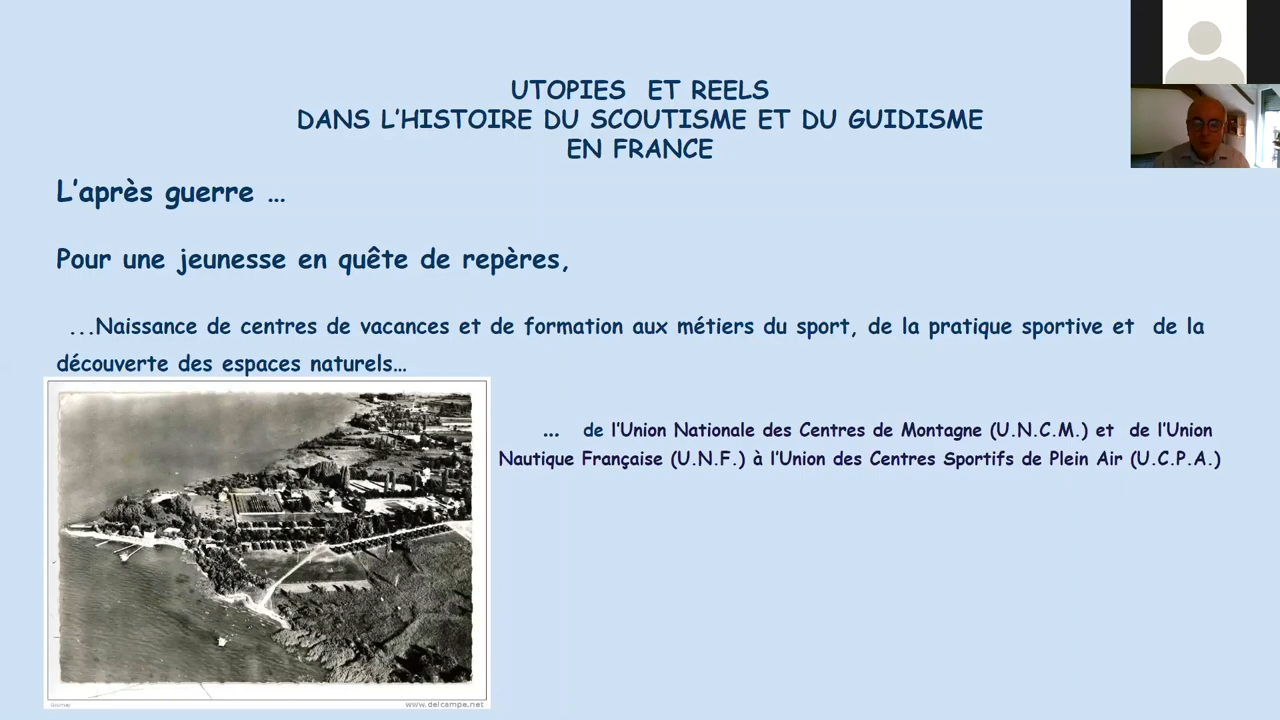 UTOPIES ET REELS
DANS L'HISTOIRE DU SCOUTISME ET DU GUIDISME
EN FRANCE
L'après guerre …
Pour une jeunesse en quête de repères,
...Naissance de centres de vacances et de formation aux métiers du sport, de la pratique sportive et de la
découverte des espaces naturels…
… de l'Union Nationale des Centres de Montagne (U.N.C.M.) et de l'Union
Nautique Française (U.N.F.) à l'Union des Centres Sportifs de Plein Air (U.C.P.A.)
www.delcampe.net